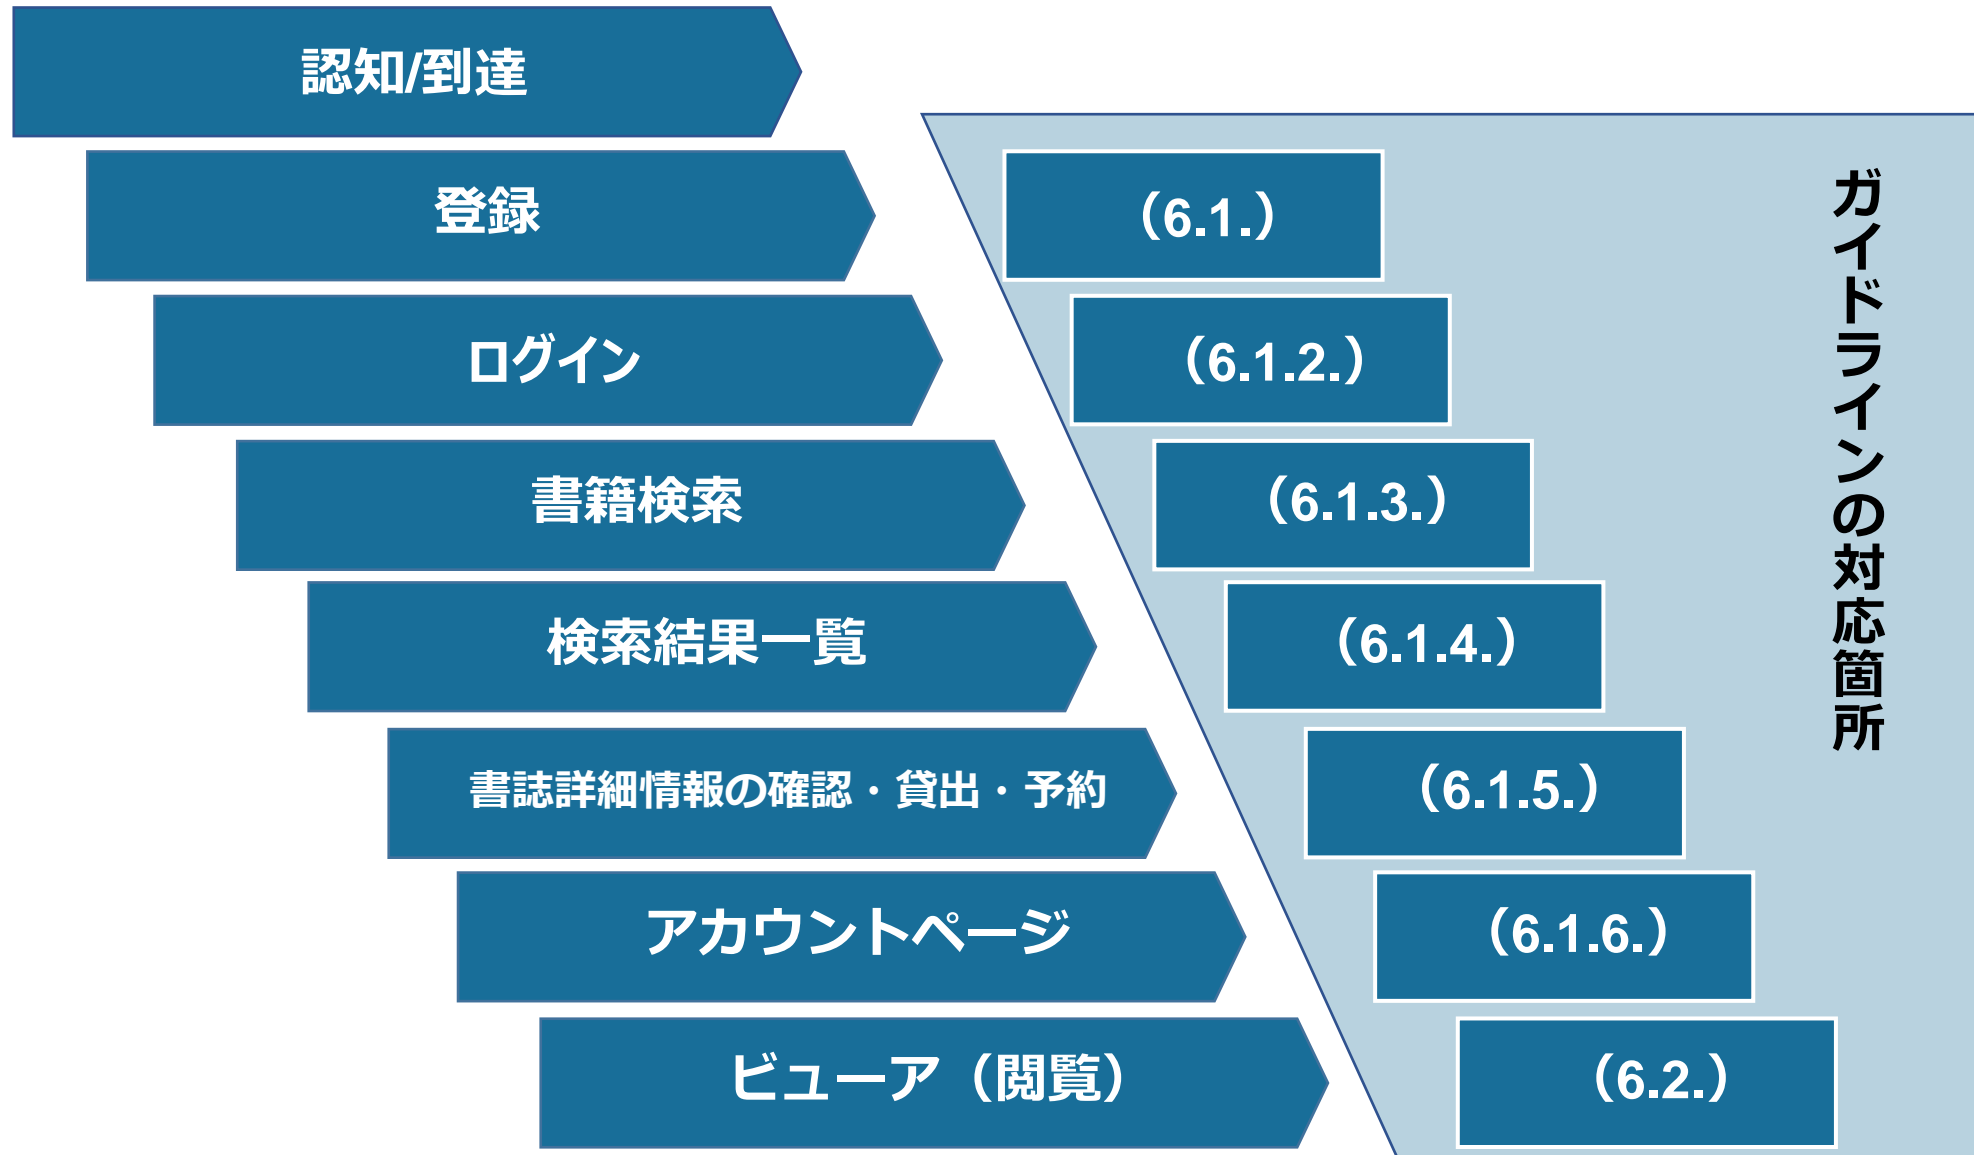 認知/到達
登録
（6.1.）
ログイン
（6.1.2.）
書籍検索
（6.1.3.）
検索結果一覧
（6.1.4.）
書誌詳細情報の確認・貸出・予約
（6.1.5.）
アカウントページ
（6.1.6.）
ビューア（閲覧）
（6.2.）
ガイドラインの対応箇所